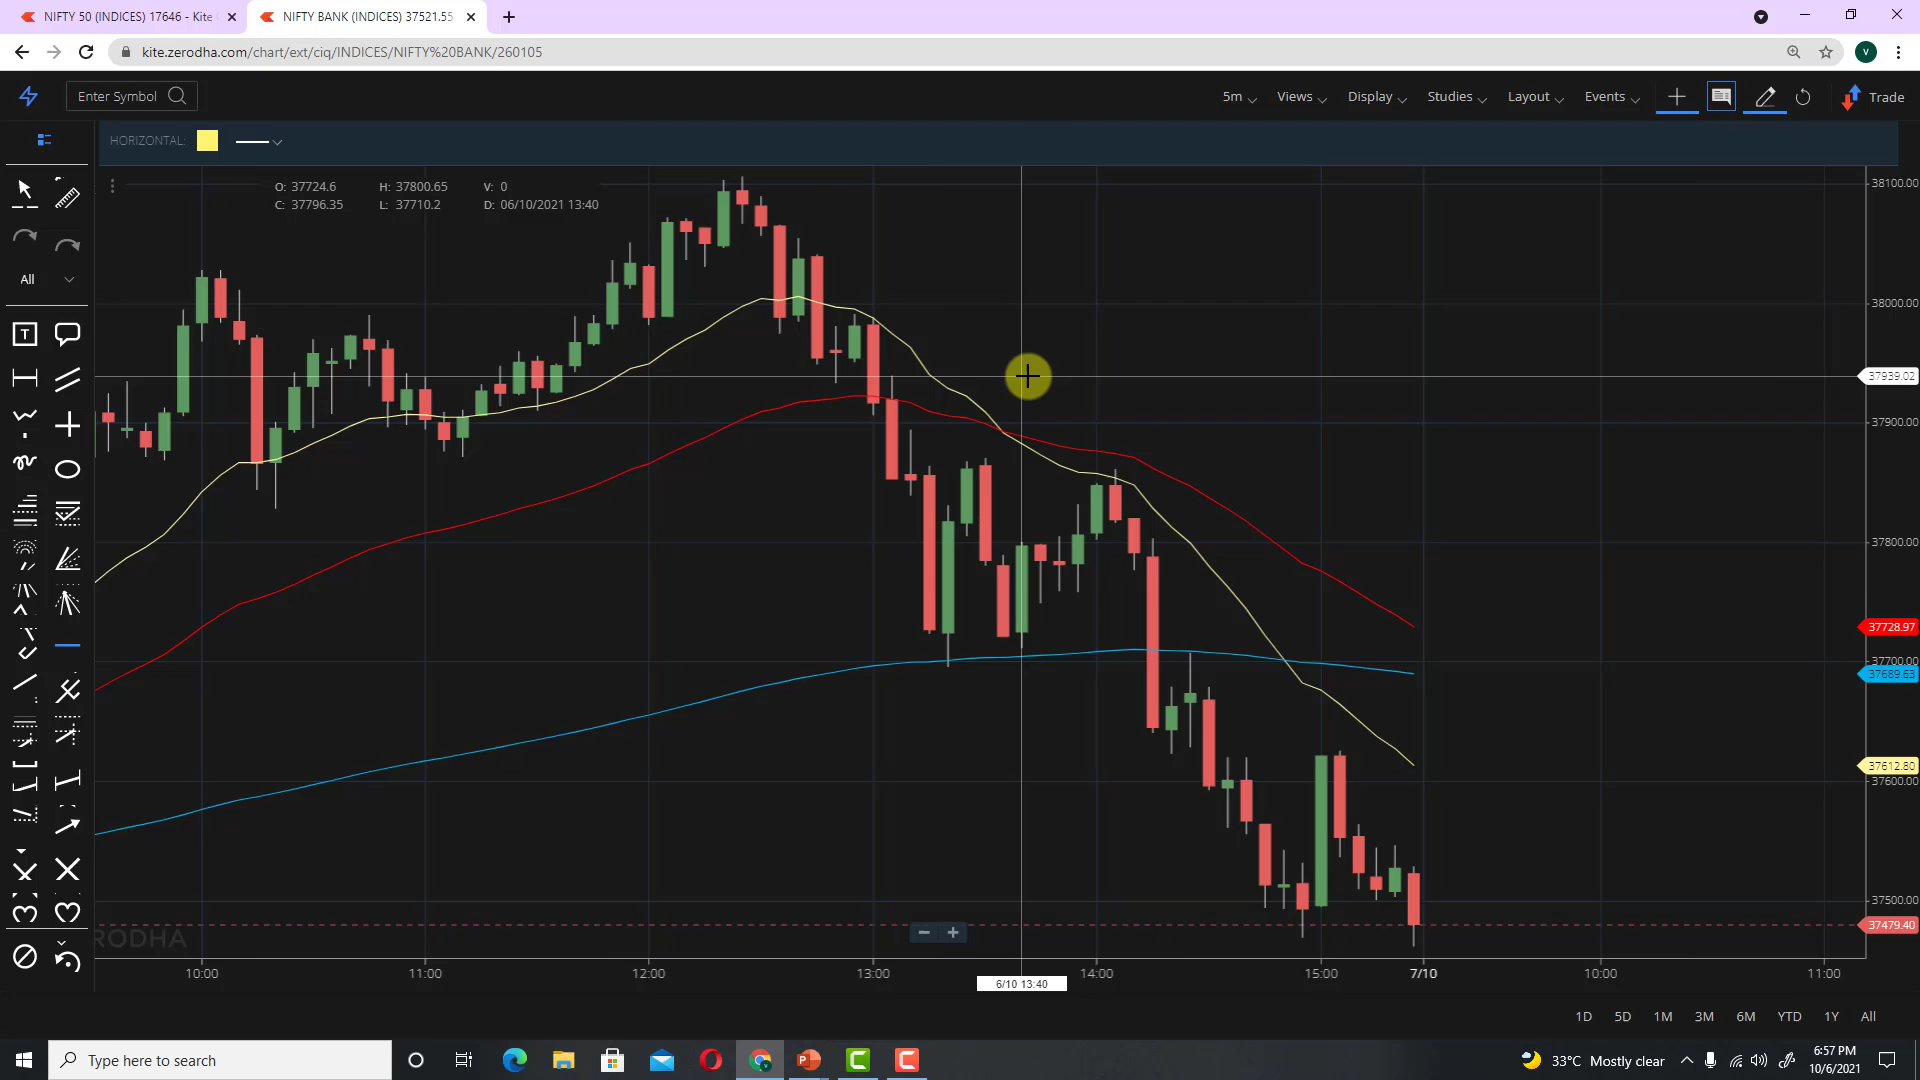 NIFTY 50 (INDICES) 17646 - Kite
NIFTY BANK (INDICES) 37521.55
kite.zerodha.com/chart/ext/ciq/INDICES/NIFTY%20BANK/260105
V
Enter Symbol
5m
Views
Display
Studies
Layout
Events
Trade
HORIZONTAL:
O: 37724.6 H: 37800.65 V: 0
C: 37796.35 L: 37710.2 D: 06/10/2021 13:40
All
T
38100.00
38000.00
37939.02
37900.00
37800.00
37728.97
37700.00
37689.63
37612.80
37600.00
37500.00
37479.40
RODHA
10:00 11:00 12:00 13:00 14:00 15:00 7/10 10:00 11:00
6/10 13:40
1D 5D 1M 3M 6M YTD 1Y All
Type here to search
33°C Mostly clear
6:57 PM
10/6/2021